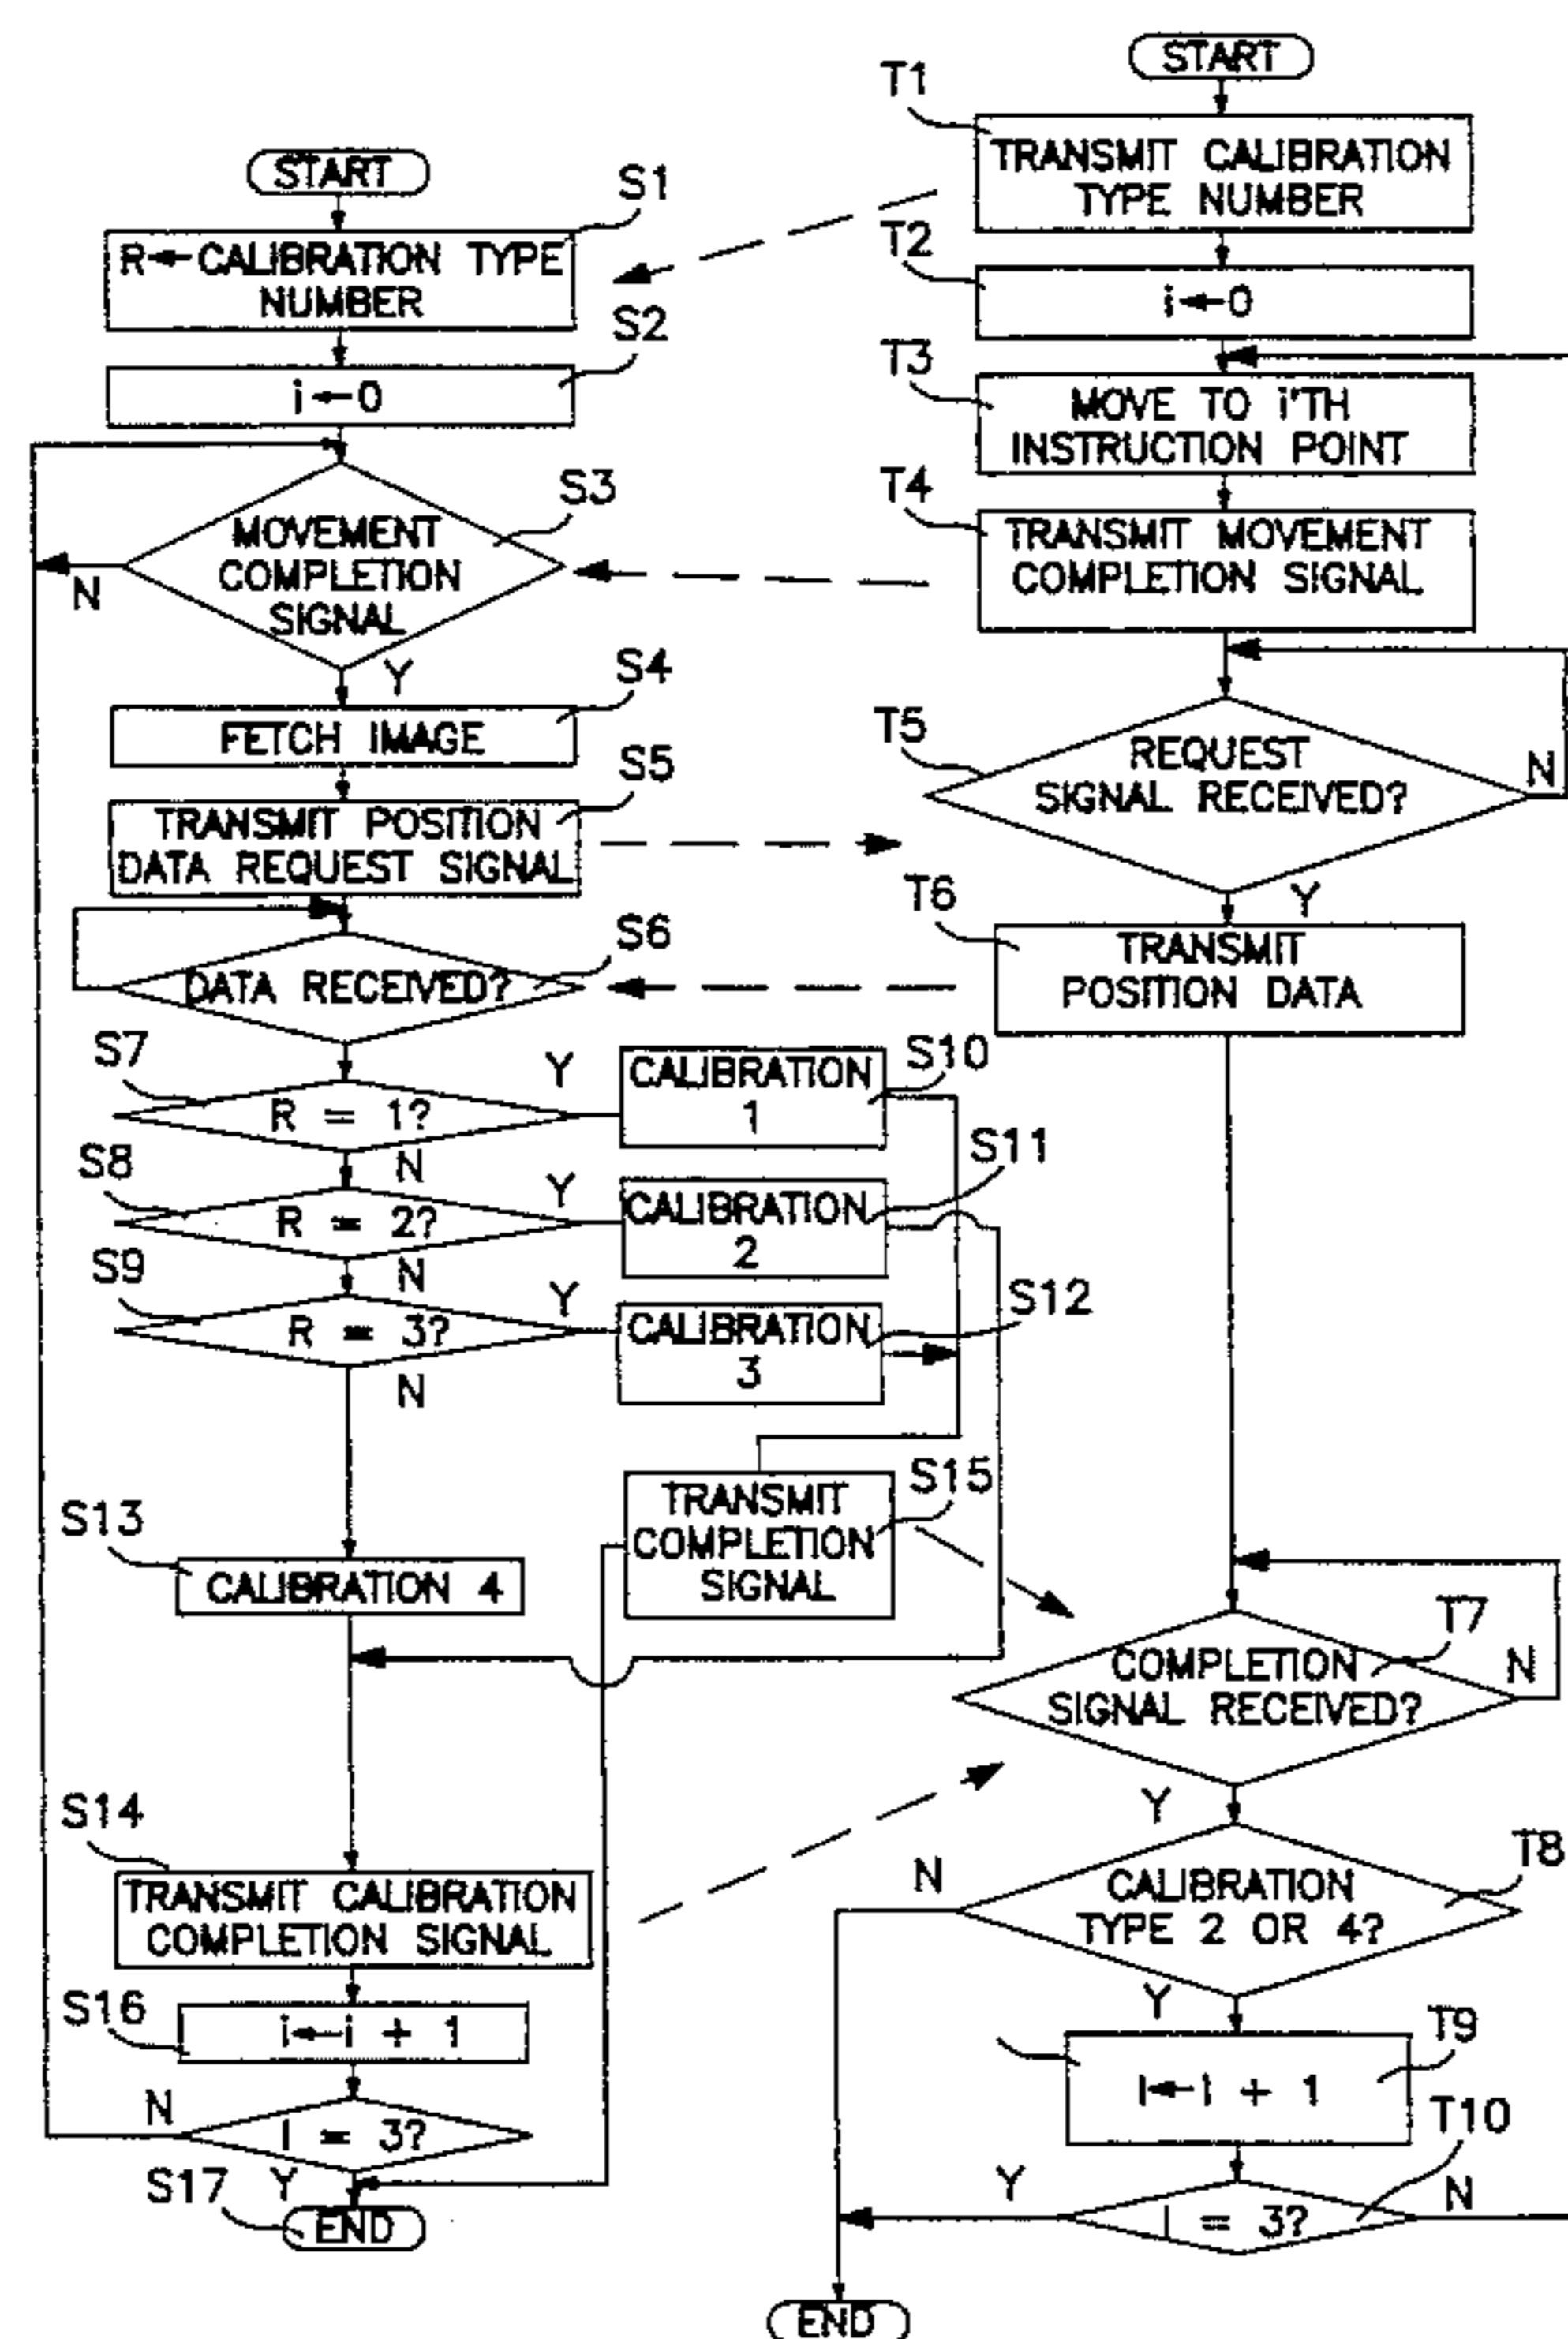 START
S1
R←CALIBRATION TYPE
NUMBER
S2
i←0
S3
MOVEMENT
COMPLETION
SIGNAL
N
Y
S4
FETCH IMAGE
S5
TRANSMIT POSITION
DATA REQUEST SIGNAL
S6
DATA RECEIVED?
S7
R = 1?
Y
N
S10
CALIBRATION
1
S8
R = 2?
Y
N
S11
CALIBRATION
2
S9
R = 3?
Y
N
S12
CALIBRATION
3
S13
CALIBRATION 4
S15
TRANSMIT
COMPLETION
SIGNAL
S14
TRANSMIT CALIBRATION
COMPLETION SIGNAL
S16
i←i + 1
I = 3?
N
Y
S17
END
START
T1
TRANSMIT CALIBRATION
TYPE NUMBER
T2
i←0
T3
MOVE TO i'TH
INSTRUCTION POINT
T4
TRANSMIT MOVEMENT
COMPLETION SIGNAL
T5
REQUEST
SIGNAL RECEIVED?
N
Y
T6
TRANSMIT
POSITION DATA
T7
COMPLETION
SIGNAL RECEIVED?
N
Y
T8
CALIBRATION
TYPE 2 OR 4?
N
Y
T9
I←I + 1
T10
I = 3?
Y
N
END